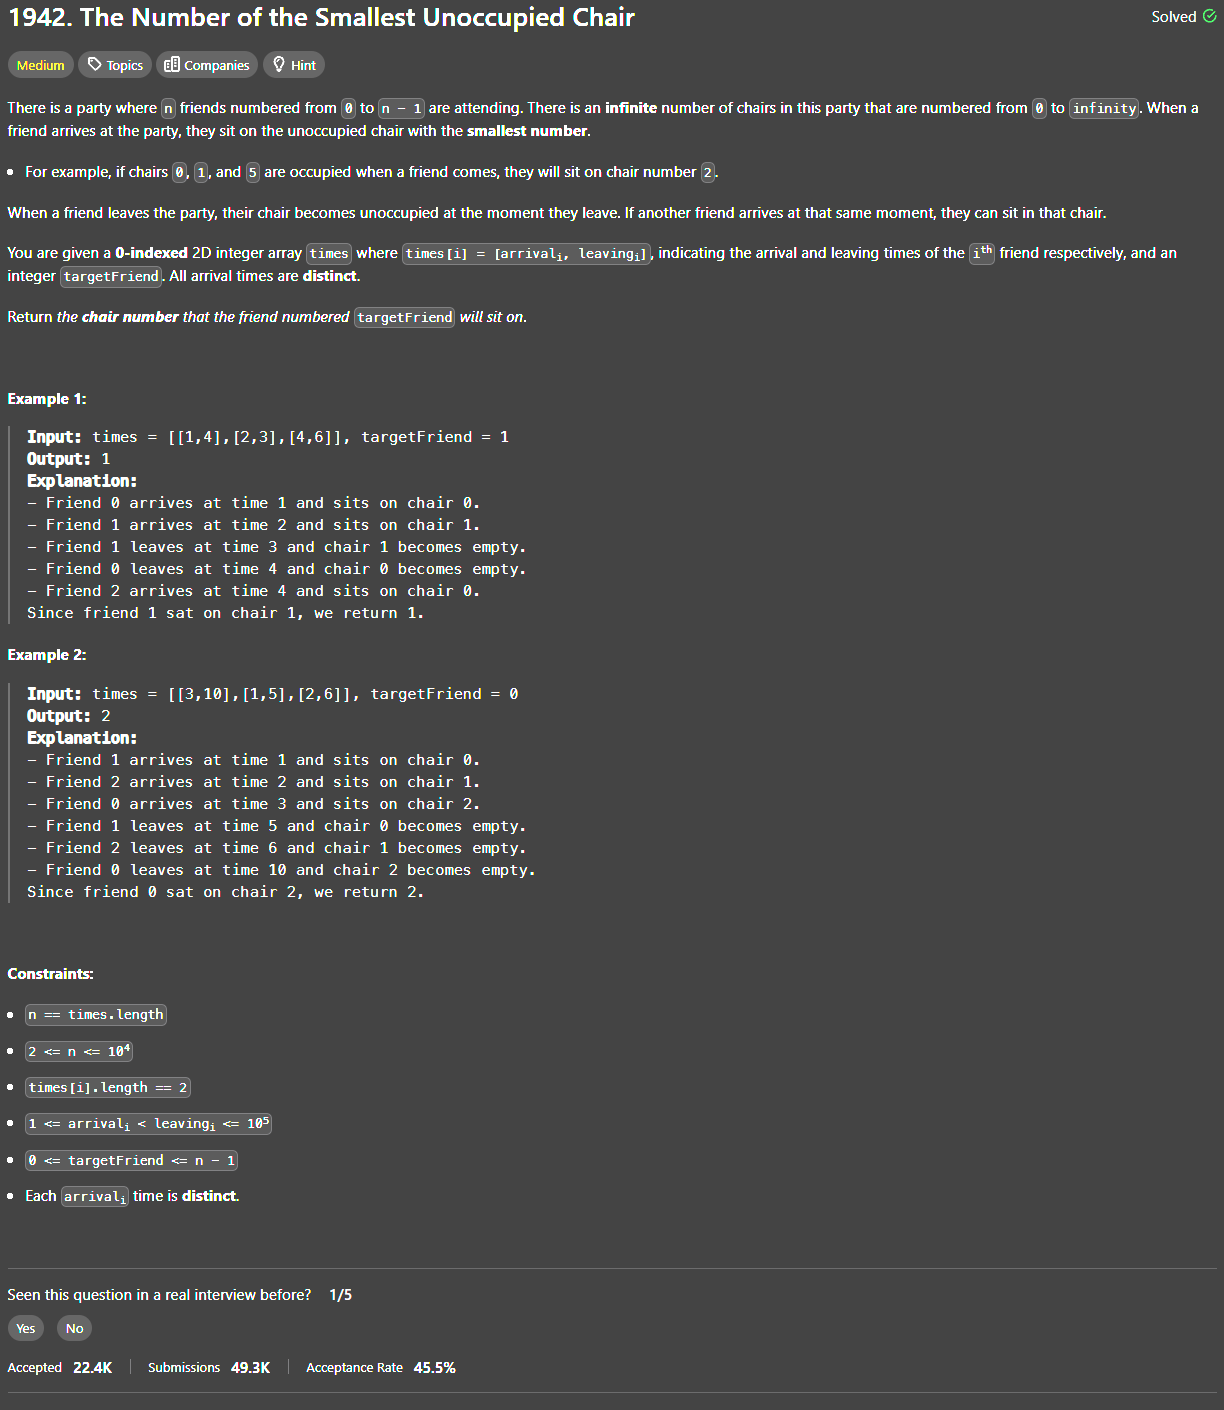 1942. The Number of the Smallest Unoccupied Chair
Solved
Medium Topics Companies Hint
There is a party where n friends numbered from 0 to n - 1 are attending. There is an infinite number of chairs in this party that are numbered from 0 to infinity. When a
friend arrives at the party, they sit on the unoccupied chair with the smallest number.
• For example, if chairs 0, 1, and 5 are occupied when a friend comes, they will sit on chair number 2.
When a friend leaves the party, their chair becomes unoccupied at the moment they leave. If another friend arrives at that same moment, they can sit in that chair.
You are given a 0-indexed 2D integer array times where times[i] = [arrivalᵢ, leavingᵢ], indicating the arrival and leaving times of the iᵗʰ friend respectively, and an
integer targetFriend. All arrival times are distinct.
Return the chair number that the friend numbered targetFriend will sit on.
Example 1:
Input: times = [[1,4],[2,3],[4,6]], targetFriend = 1
Output: 1
Explanation:
- Friend 0 arrives at time 1 and sits on chair 0.
- Friend 1 arrives at time 2 and sits on chair 1.
- Friend 1 leaves at time 3 and chair 1 becomes empty.
- Friend 0 leaves at time 4 and chair 0 becomes empty.
- Friend 2 arrives at time 4 and sits on chair 0.
Since friend 1 sat on chair 1, we return 1.
Example 2:
Input: times = [[3,10],[1,5],[2,6]], targetFriend = 0
Output: 2
Explanation:
- Friend 1 arrives at time 1 and sits on chair 0.
- Friend 2 arrives at time 2 and sits on chair 1.
- Friend 0 arrives at time 3 and sits on chair 2.
- Friend 1 leaves at time 5 and chair 0 becomes empty.
- Friend 2 leaves at time 6 and chair 1 becomes empty.
- Friend 0 leaves at time 10 and chair 2 becomes empty.
Since friend 0 sat on chair 2, we return 2.
Constraints:
• n == times.length
• 2 <= n <= 10⁴
• times[i].length == 2
• 1 <= arrivalᵢ < leavingᵢ <= 10⁵
• 0 <= targetFriend <= n - 1
• Each arrivalᵢ time is distinct.
Seen this question in a real interview before? 1/5
Yes No
Accepted 22.4K Submissions 49.3K Acceptance Rate 45.5%